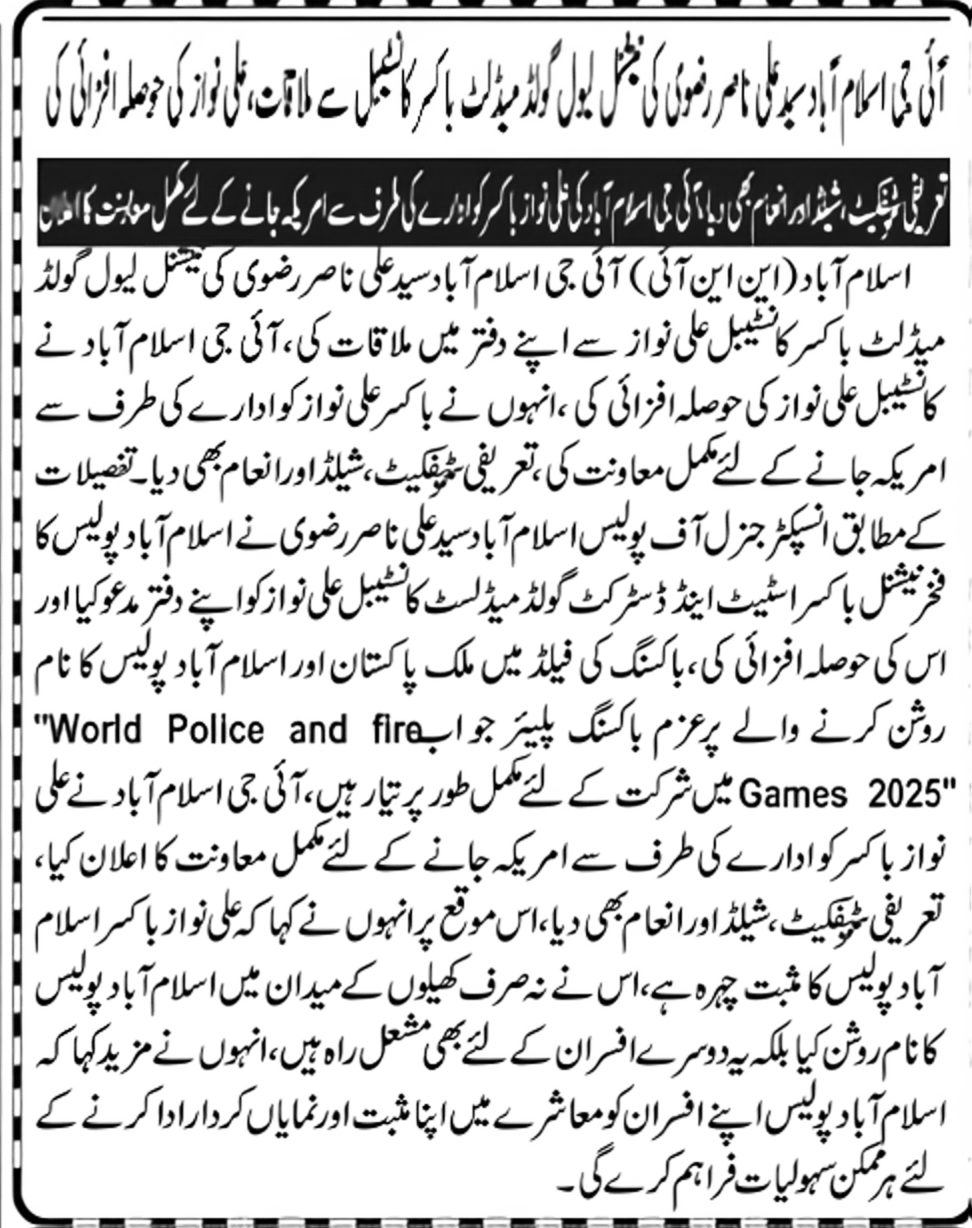 آئی جی اسلام آباد سید علی ناصر رضوی کی نیشنل لیول گولڈ میڈلٹ باکسر کانسٹیبل سے ملاقات، علی نواز کی حوصلہ افزائی کی
تعریفی سرٹیفکیٹ، شیلڈ اور انعام بھی دیا، آئی جی اسلام آباد کی علی نواز باکسر کو ادارے کی طرف سے امریکہ جانے کے لئے مکمل معاونت کا اعلان
اسلام آباد (این این آئی) آئی جی اسلام آباد سید علی ناصر رضوی کی نیشنل لیول گولڈ
میڈلٹ باکسر کانسٹیبل علی نواز سے اپنے دفتر میں ملاقات کی، آئی جی اسلام آباد نے
کانسٹیبل علی نواز کی حوصلہ افزائی کی، انہوں نے باکسر علی نواز کو ادارے کی طرف سے
امریکہ جانے کے لئے مکمل معاونت کی، تعریفی سرٹیفکیٹ، شیلڈ اور انعام بھی دیا۔ تفصیلات
کے مطابق انسپکٹر جنرل آف پولیس اسلام آباد سید علی ناصر رضوی نے اسلام آباد پولیس کا
فخر نیشنل باکسر اسٹیٹ اینڈ ڈسٹرکٹ گولڈ میڈلسٹ کانسٹیبل علی نواز کو اپنے دفتر مدعو کیا اور
اس کی حوصلہ افزائی کی، باکسنگ کی فیلڈ میں ملک پاکستان اور اسلام آباد پولیس کا نام
روشن کرنے والے پرعزم باکسنگ پلیئر جو اب "World Police and fire
Games 2025" میں شرکت کے لئے مکمل طور پر تیار ہیں، آئی جی اسلام آباد نے علی
نواز باکسر کو ادارے کی طرف سے امریکہ جانے کے لئے مکمل معاونت کا اعلان کیا،
تعریفی سرٹیفکیٹ، شیلڈ اور انعام بھی دیا، اس موقع پر انہوں نے کہا کہ علی نواز باکسر اسلام
آباد پولیس کا مثبت چہرہ ہے، اس نے نہ صرف کھیلوں کے میدان میں اسلام آباد پولیس
کا نام روشن کیا بلکہ یہ دوسرے افسران کے لئے بھی مشعل راہ ہیں، انہوں نے مزید کہا کہ
اسلام آباد پولیس اپنے افسران کو معاشرے میں اپنا مثبت اور نمایاں کردار ادا کرنے کے
لئے ہر ممکن سہولیات فراہم کرے گی۔